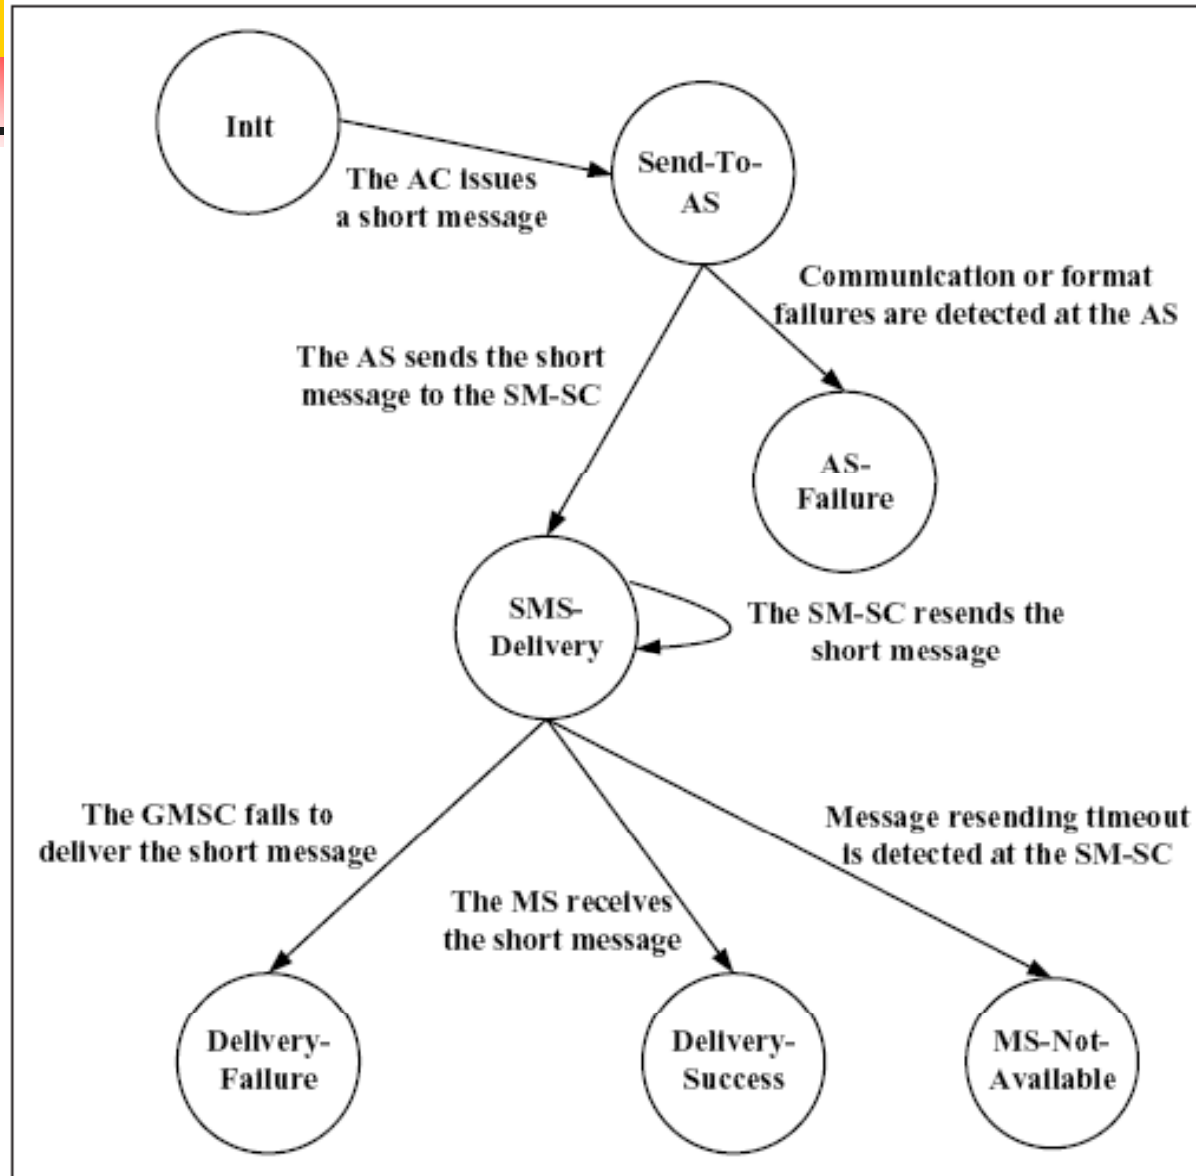 Init
The AC issues
a short message
Send-To-
AS
Communication or format
failures are detected at the AS
The AS sends the short
message to the SM-SC
AS-
Failure
SMS-
Delivery
The SM-SC resends the
short message
The GMSC fails to
deliver the short message
The MS receives
the short message
Message resending timeout
is detected at the SM-SC
Delivery-
Failure
Delivery-
Success
MS-Not-
Available